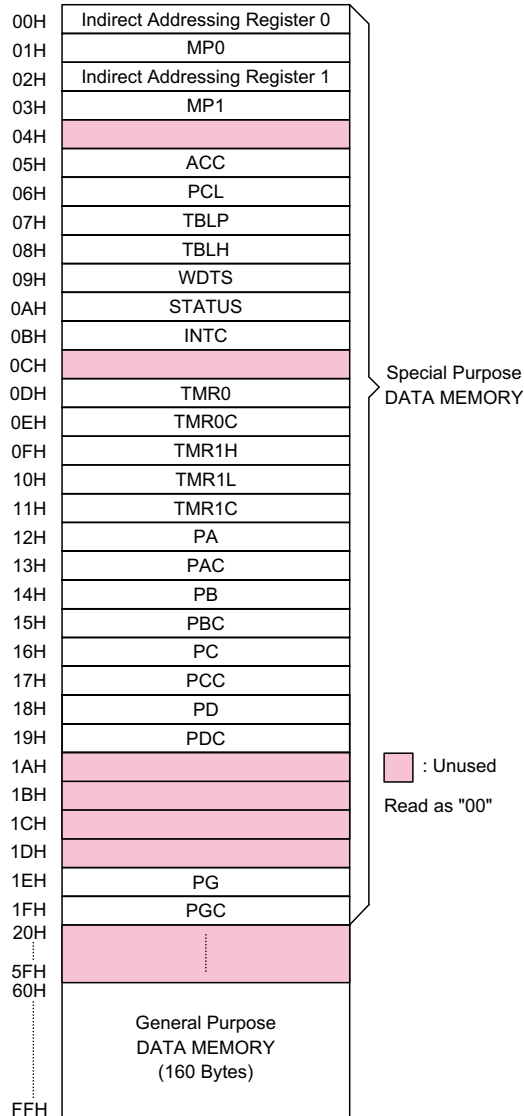 00H Indirect Addressing Register 0
01H MP0
02H Indirect Addressing Register 1
03H MP1
04H
05H ACC
06H PCL
07H TBLP
08H TBLH
09H WDTS
0AH STATUS
0BH INTC
0CH
0DH TMR0
0EH TMR0C
0FH TMR1H
10H TMR1L
11H TMR1C
12H PA
13H PAC
14H PB
15H PBC
16H PC
17H PCC
18H PD
19H PDC
1AH
1BH
1CH
1DH
1EH PG
1FH PGC
20H
5FH
60H
General Purpose
DATA MEMORY
(160 Bytes)
FFH
Special Purpose
DATA MEMORY
: Unused
Read as "00"